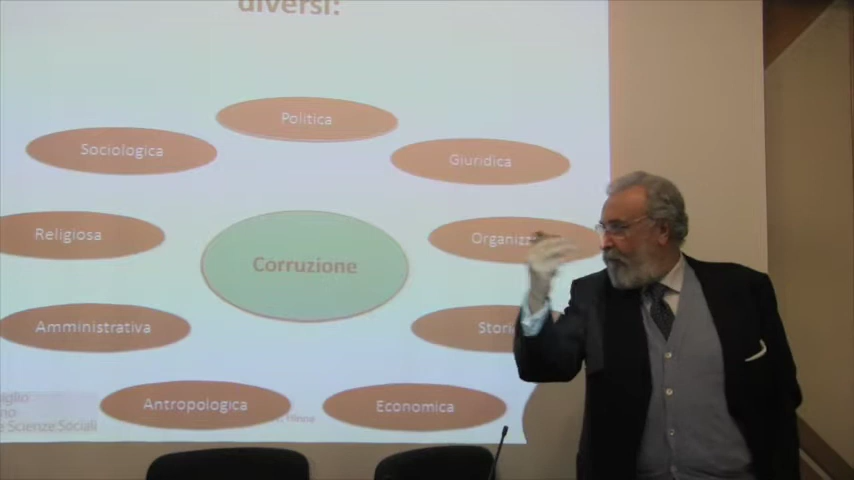 diversi:
Politica
Sociologica
Giuridica
Religiosa
Corruzione
Amministrativa
Antropologica
Economica
e Scienze Sociali